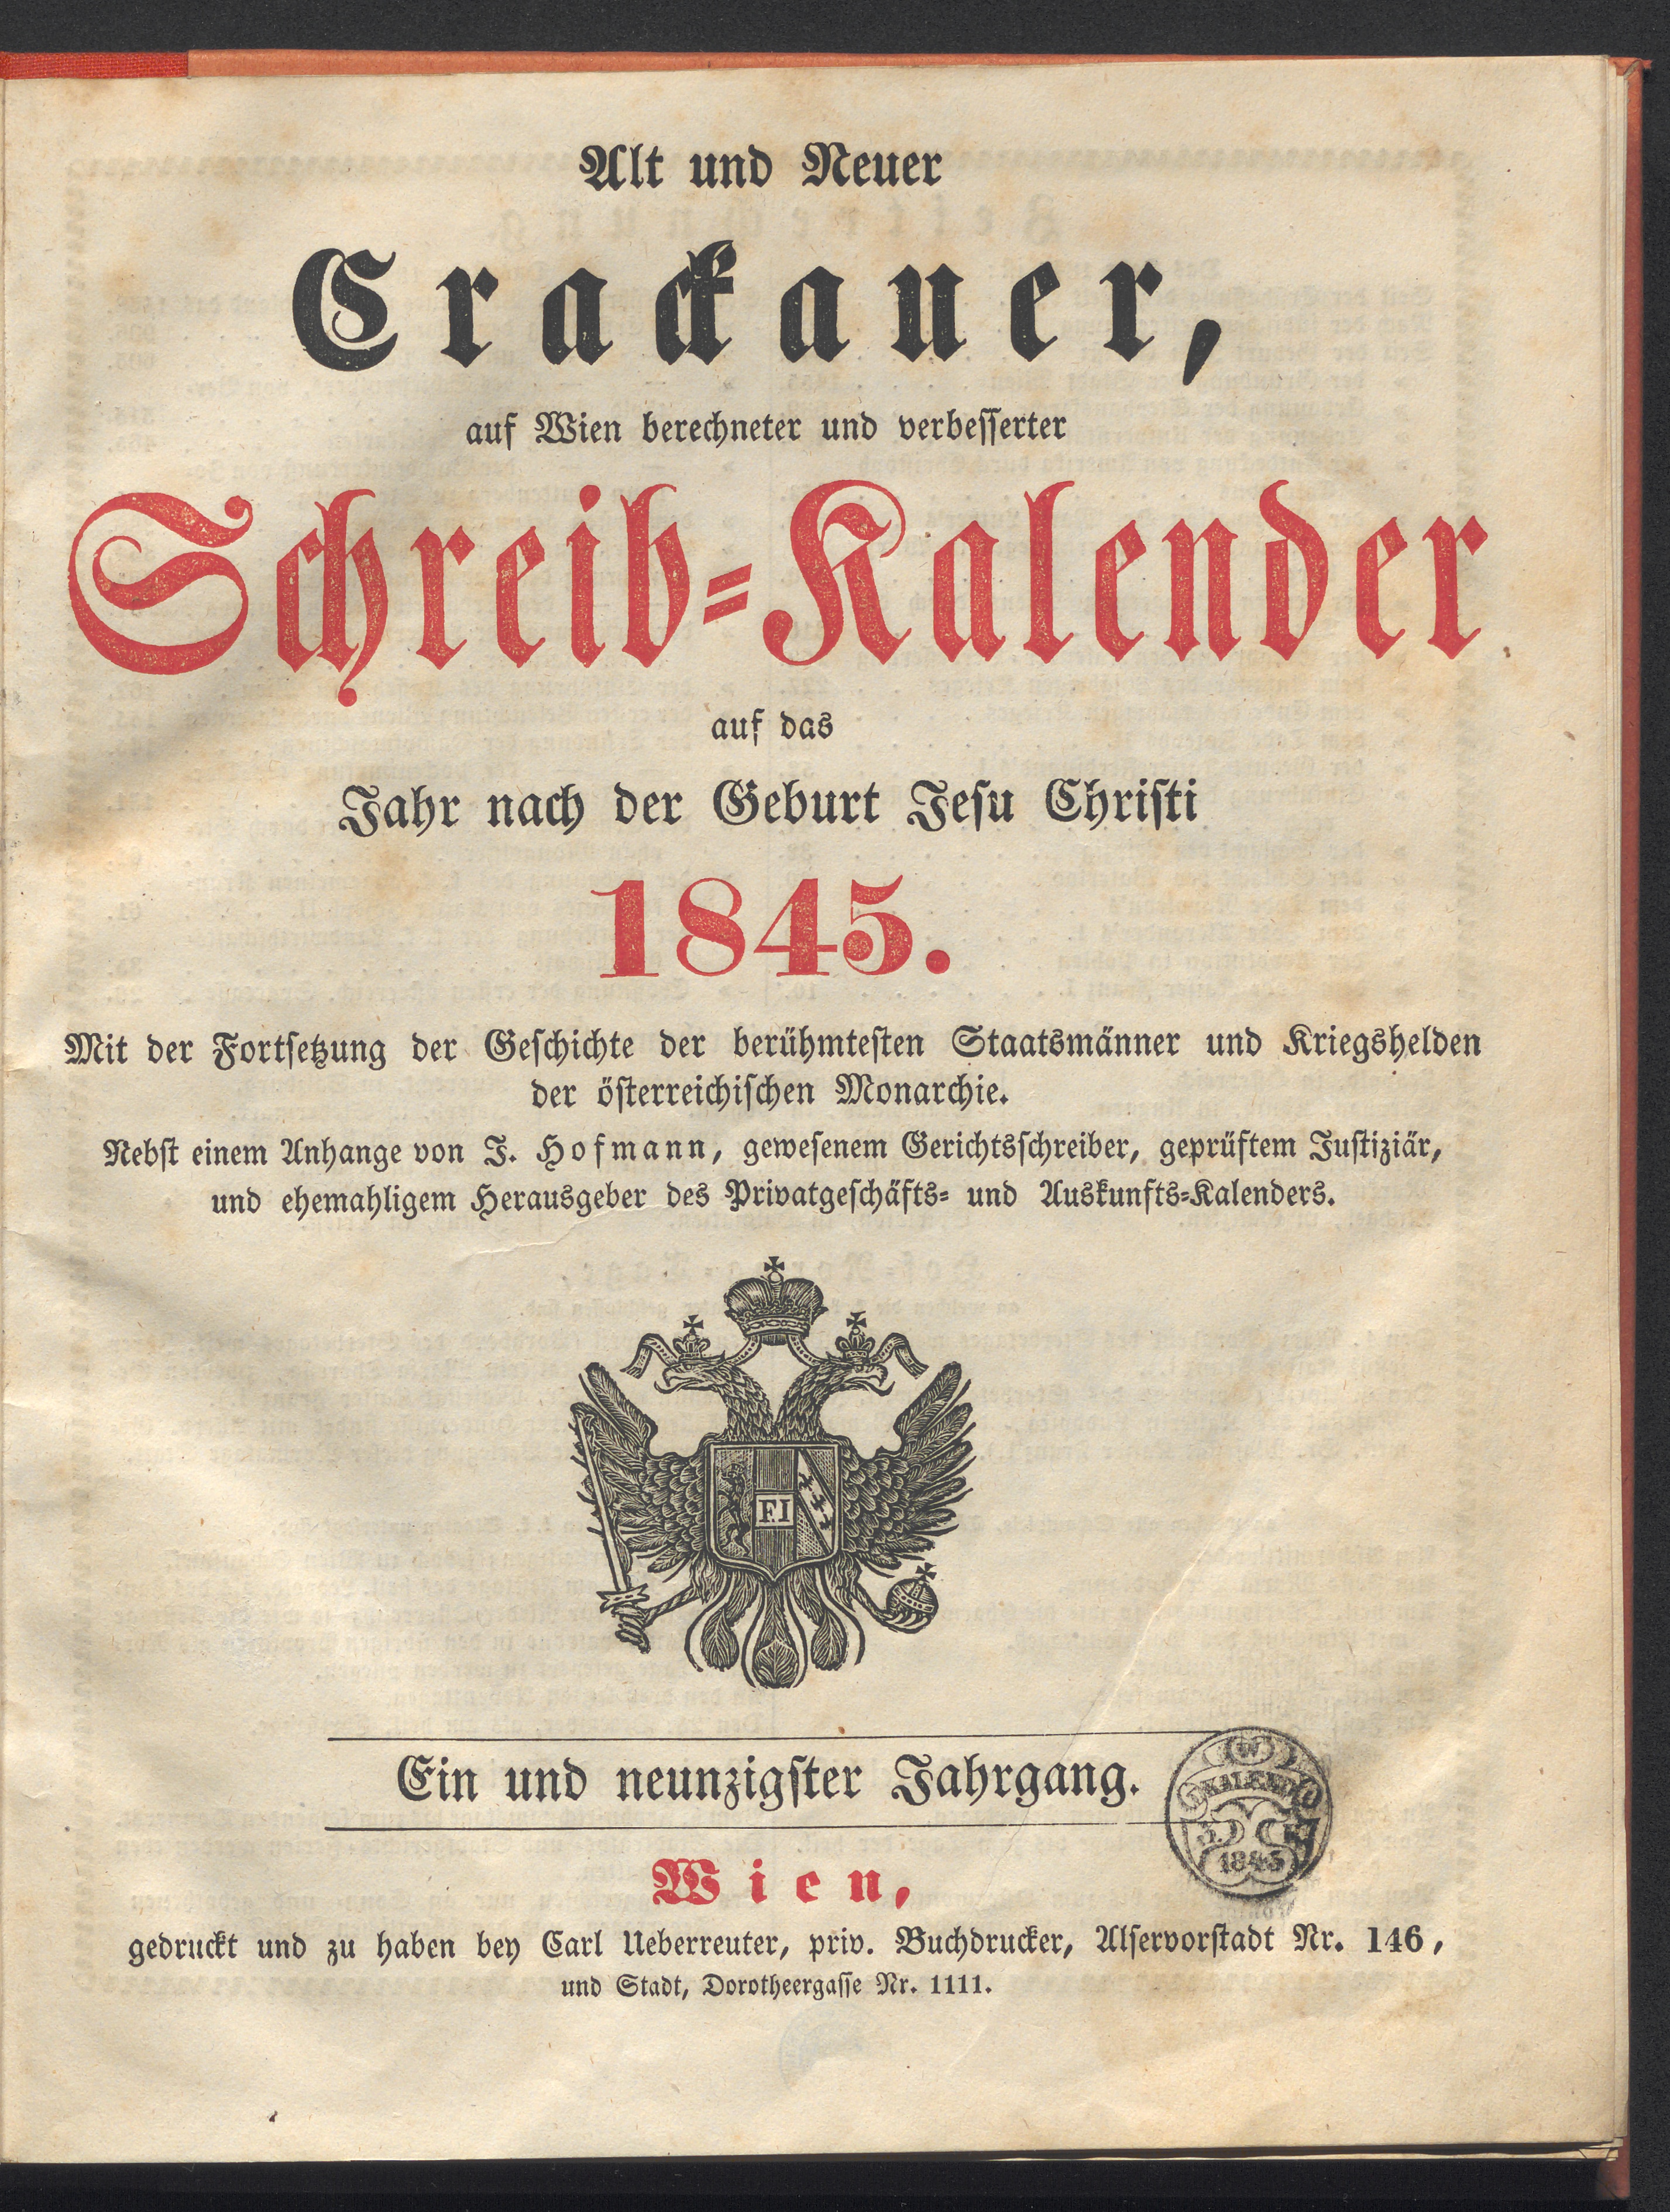 Alt und Neuer
Crackauer,
auf Wien berechneter und verbesserter
Schreib-Kalender
auf das
Jahr nach der Geburt Jesu Christi
1845.
Mit der Fortsetzung der Geschichte der berühmtesten Staatsmänner und Kriegshelden
der österreichischen Monarchie.
Nebst einem Anhange von J. Hofmann, gewesenem Gerichtsschreiber, geprüftem Justiziär,
und ehemahligem Herausgeber des Privatgeschäfts- und Auskunfts-Kalenders.
F.I
Ein und neunzigster Jahrgang.
W
1845
Wien,
gedruckt und zu haben bey Carl Ueberreuter, priv. Buchdrucker, Alservorstadt Nr. 146,
und Stadt, Dorotheergasse Nr. 1111.